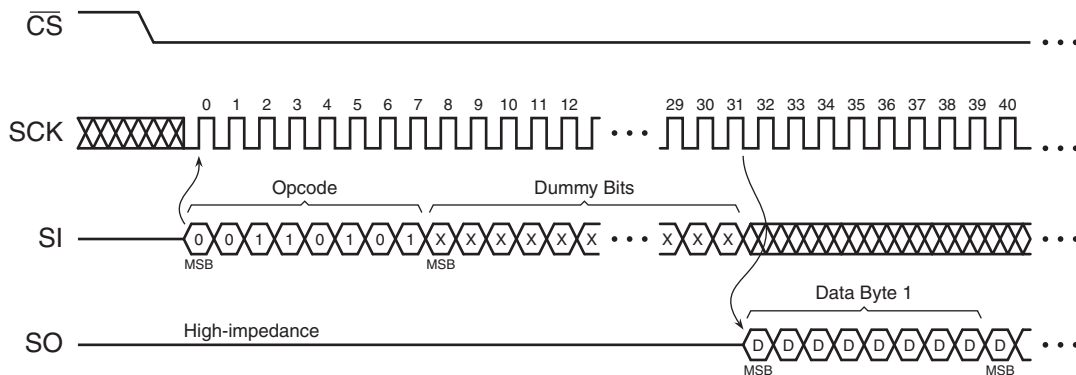 CS
SCK
0 1 2 3 4 5 6 7 8 9 10 11 12 29 30 31 32 33 34 35 36 37 38 39 40
Opcode Dummy Bits
SI
0 0 1 1 0 1 0 1 X X X X X X X X X
MSB MSB
Data Byte 1
SO
High-impedance
D D D D D D D D D
MSB MSB